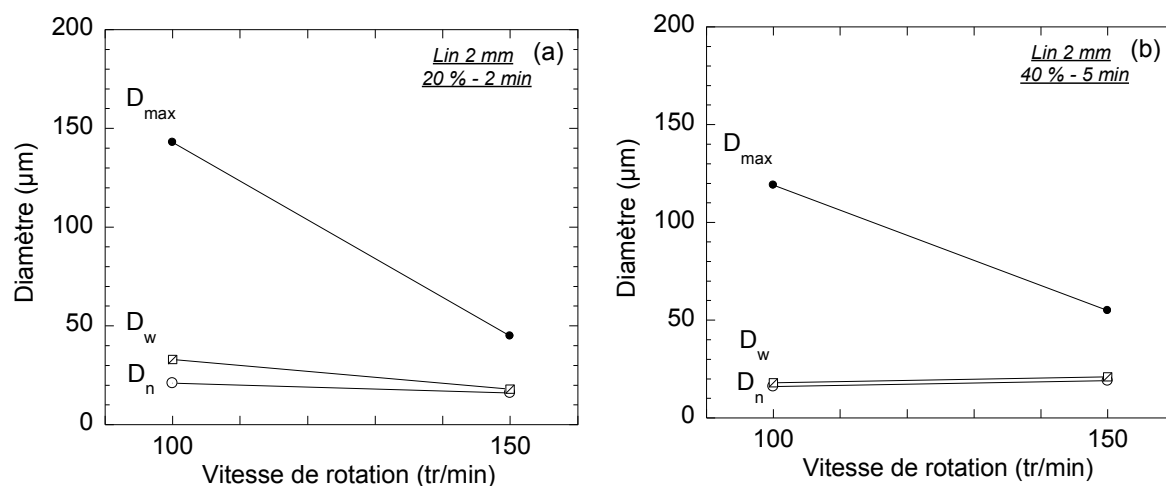 200
150
100
50
0
100
150
Diamètre (µm)
Vitesse de rotation (tr/min)
Lin 2 mm
20 % - 2 min
(a)
D_max
D_w
D_n
200
150
100
50
0
100
150
Diamètre (µm)
Vitesse de rotation (tr/min)
Lin 2 mm
40 % - 5 min
(b)
D_max
D_w
D_n